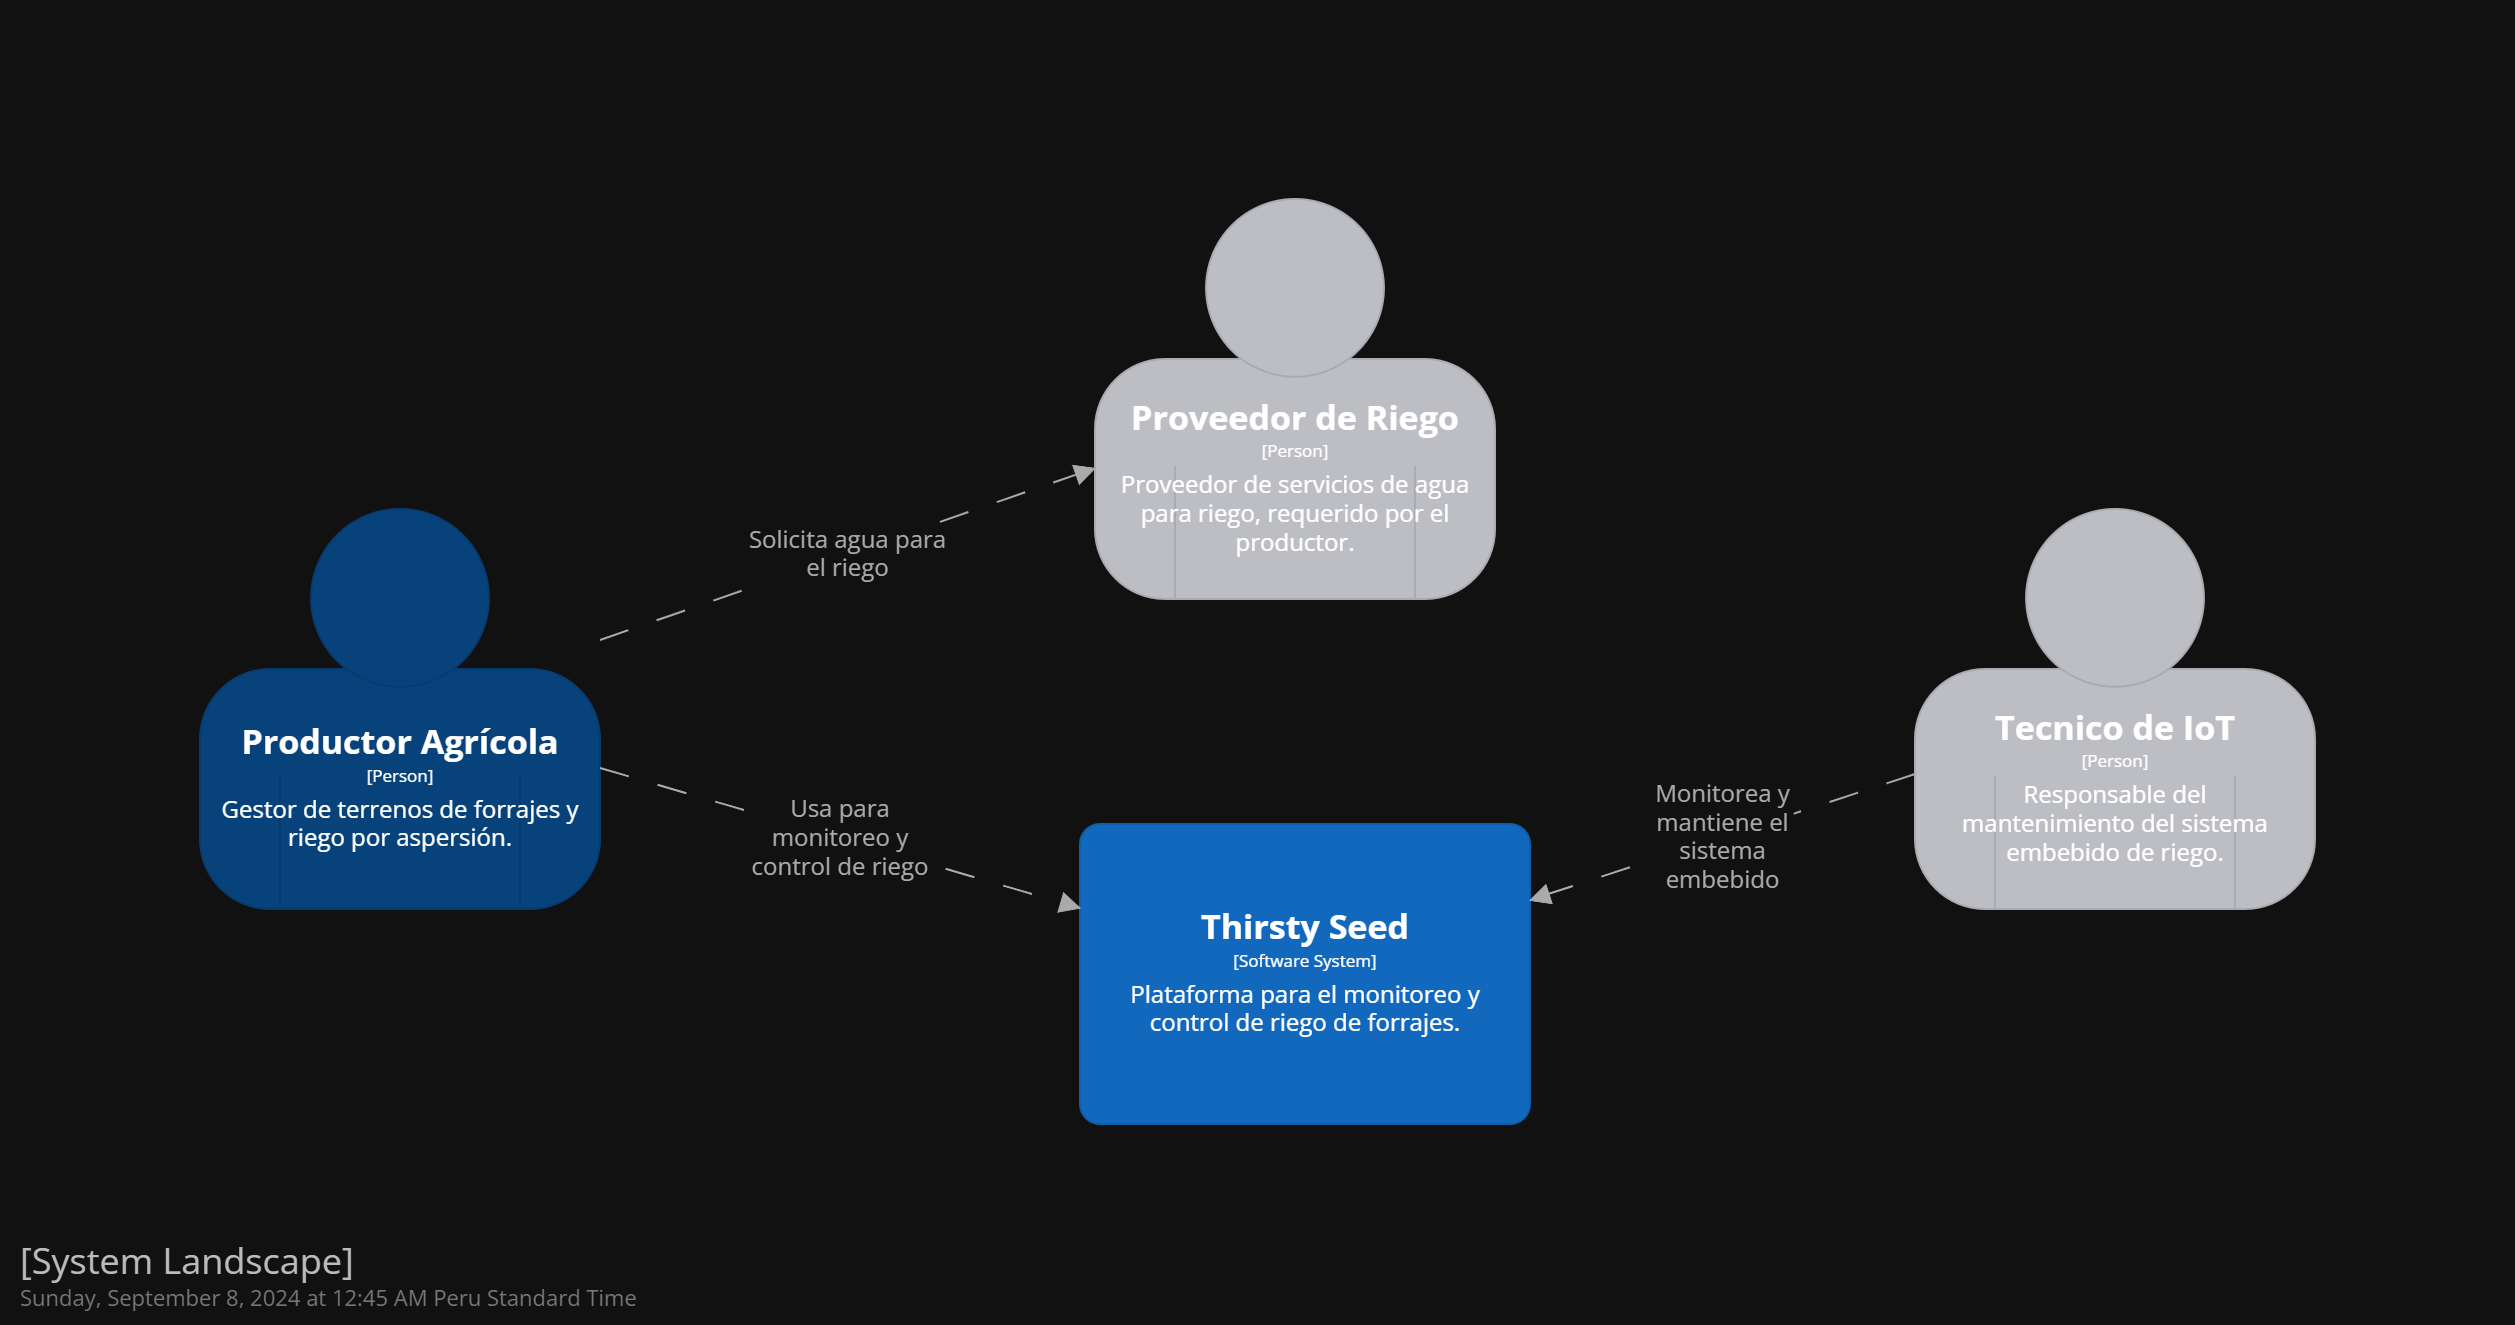 Proveedor de Riego
[Person]
Proveedor de servicios de agua
para riego, requerido por el
productor.
Solicita agua para
el riego
Productor Agrícola
[Person]
Gestor de terrenos de forrajes y
riego por aspersión.
Usa para
monitoreo y
control de riego
Tecnico de IoT
[Person]
Responsable del
mantenimiento del sistema
embebido de riego.
Monitorea y
mantiene el
sistema
embebido
Thirsty Seed
[Software System]
Plataforma para el monitoreo y
control de riego de forrajes.
[System Landscape]
Sunday, September 8, 2024 at 12:45 AM Peru Standard Time